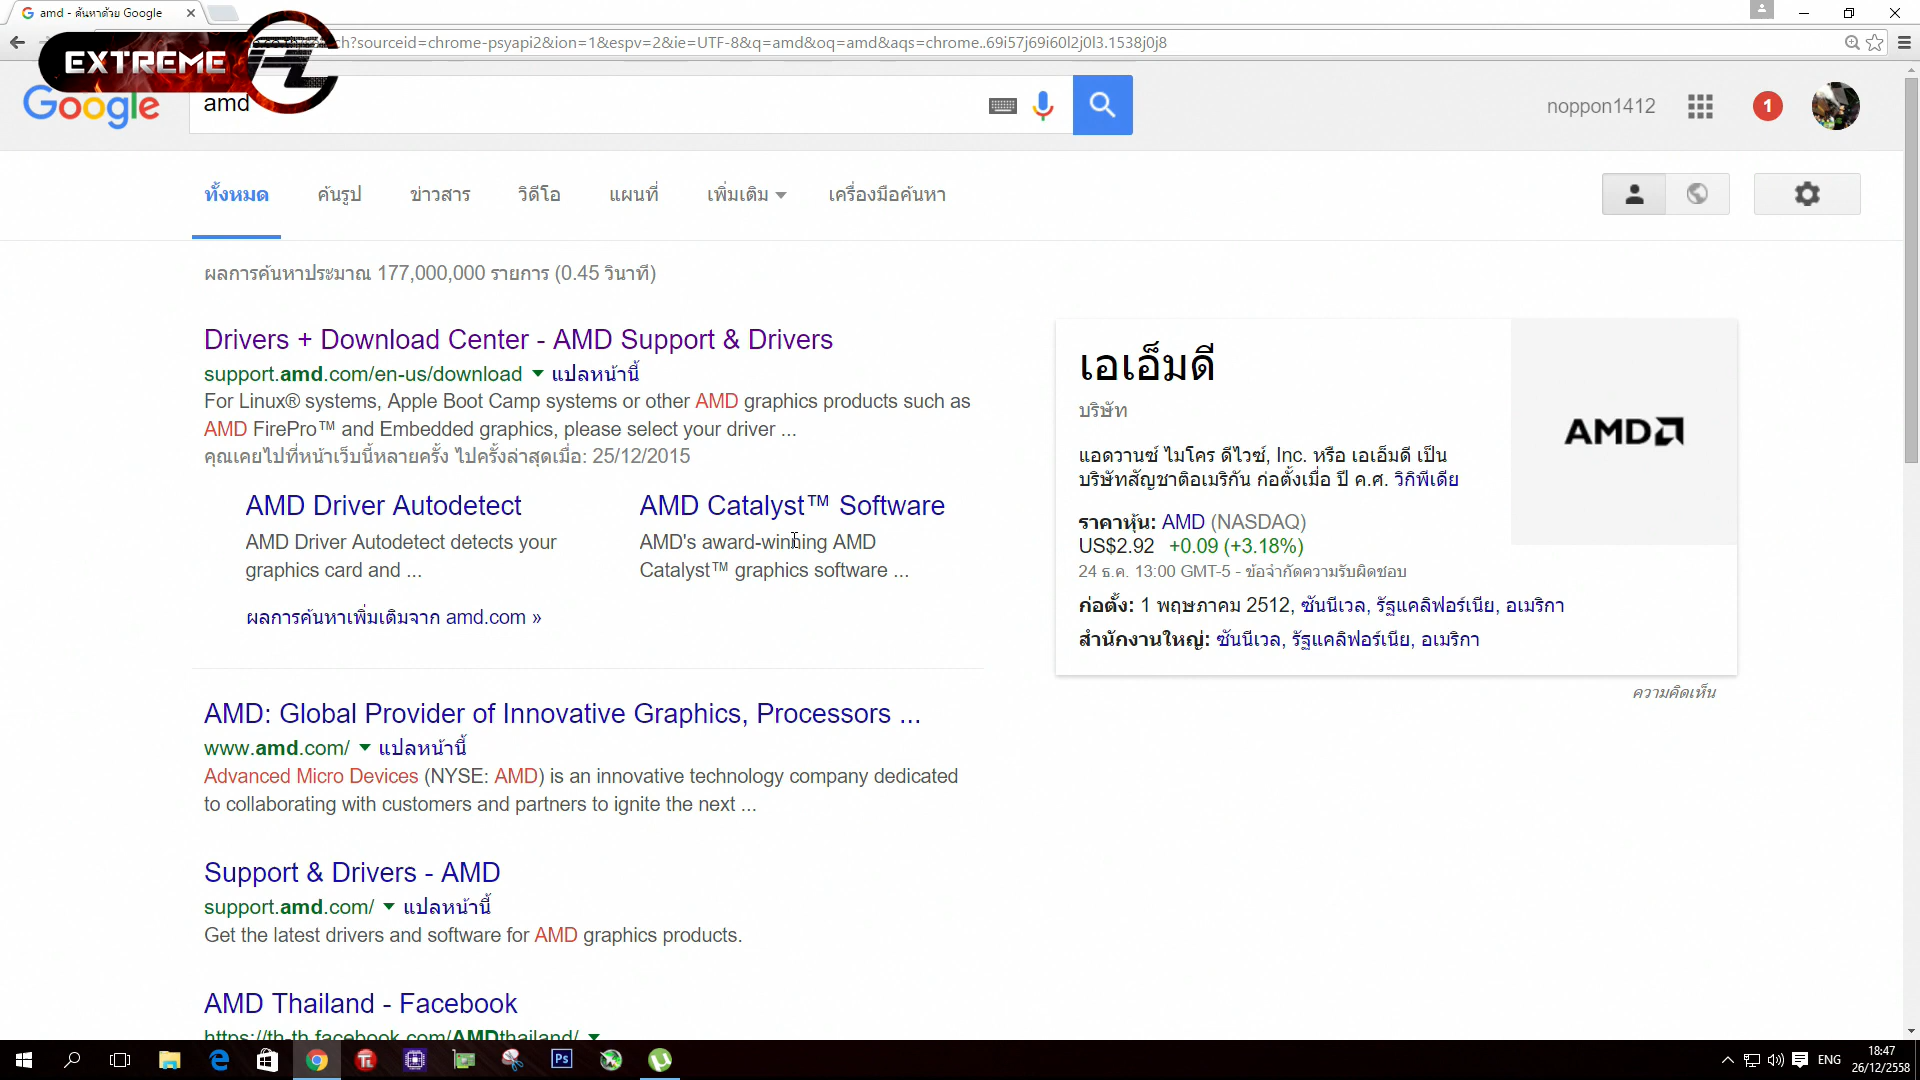 amd - ค้นหาด้วย Google
ch?sourceid=chrome-psyapi2&ion=1&espv=2&ie=UTF-8&q=amd&oq=amd&aqs=chrome..69i57j69i60l2j0l3.1538j0j8
EXTREME
Google
amd
noppon1412
1
ทั้งหมด
ค้นรูป
ข่าวสาร
วิดีโอ
แผนที่
เพิ่มเติม
เครื่องมือค้นหา
ผลการค้นหาประมาณ 177,000,000 รายการ (0.45 วินาที)
Drivers + Download Center - AMD Support & Drivers
support.amd.com/en-us/download แปลหน้านี้
For Linux® systems, Apple Boot Camp systems or other AMD graphics products such as
AMD FirePro™ and Embedded graphics, please select your driver ...
คุณเคยไปที่หน้าเว็บนี้หลายครั้ง ไปครั้งล่าสุดเมื่อ: 25/12/2015
AMD Driver Autodetect
AMD Driver Autodetect detects your
graphics card and ...
AMD Catalyst™ Software
AMD's award-winning AMD
Catalyst™ graphics software ...
ผลการค้นหาเพิ่มเติมจาก amd.com »
AMD: Global Provider of Innovative Graphics, Processors ...
www.amd.com/ แปลหน้านี้
Advanced Micro Devices (NYSE: AMD) is an innovative technology company dedicated
to collaborating with customers and partners to ignite the next ...
Support & Drivers - AMD
support.amd.com/ แปลหน้านี้
Get the latest drivers and software for AMD graphics products.
AMD Thailand - Facebook
https://th-th.facebook.com/AMDthailand/
เอเอ็มดี
บริษัท
AMD
แอดวานซ์ ไมโคร ดีไวซ์, Inc. หรือ เอเอ็มดี เป็น
บริษัทสัญชาติอเมริกัน ก่อตั้งเมื่อ ปี ค.ศ. วิกิพีเดีย
ราคาหุ้น: AMD (NASDAQ)
US$2.92 +0.09 (+3.18%)
24 ธ.ค. 13:00 GMT-5 - ข้อจำกัดความรับผิดชอบ
ก่อตั้ง: 1 พฤษภาคม 2512, ซันนีเวล, รัฐแคลิฟอร์เนีย, อเมริกา
สำนักงานใหญ่: ซันนีเวล, รัฐแคลิฟอร์เนีย, อเมริกา
ความคิดเห็น
Ps
ENG
18:47
26/12/2558